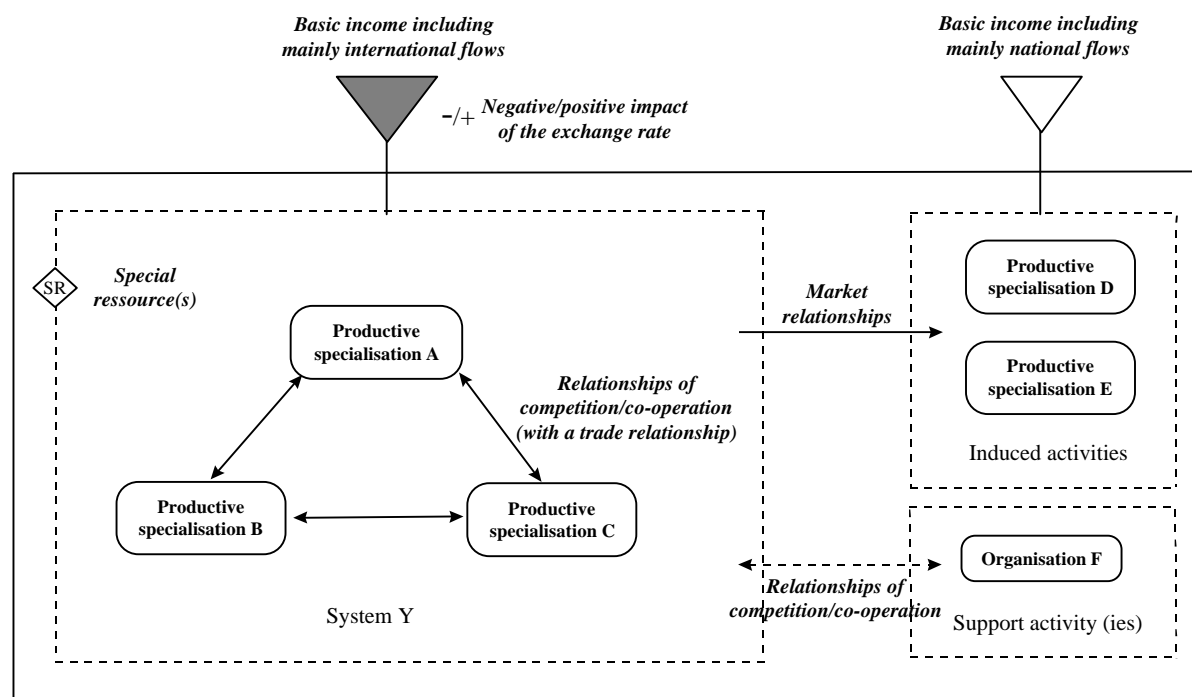 Basic income including
mainly international flows
Basic income including
mainly national flows
-/+ Negative/positive impact
of the exchange rate
SR
Special
ressource(s)
Productive
specialisation A
Relationships of
competition/co-operation
(with a trade relationship)
Productive
specialisation B
Productive
specialisation C
System Y
Market
relationships
Productive
specialisation D
Productive
specialisation E
Induced activities
Relationships of
competition/co-operation
Organisation F
Support activity (ies)